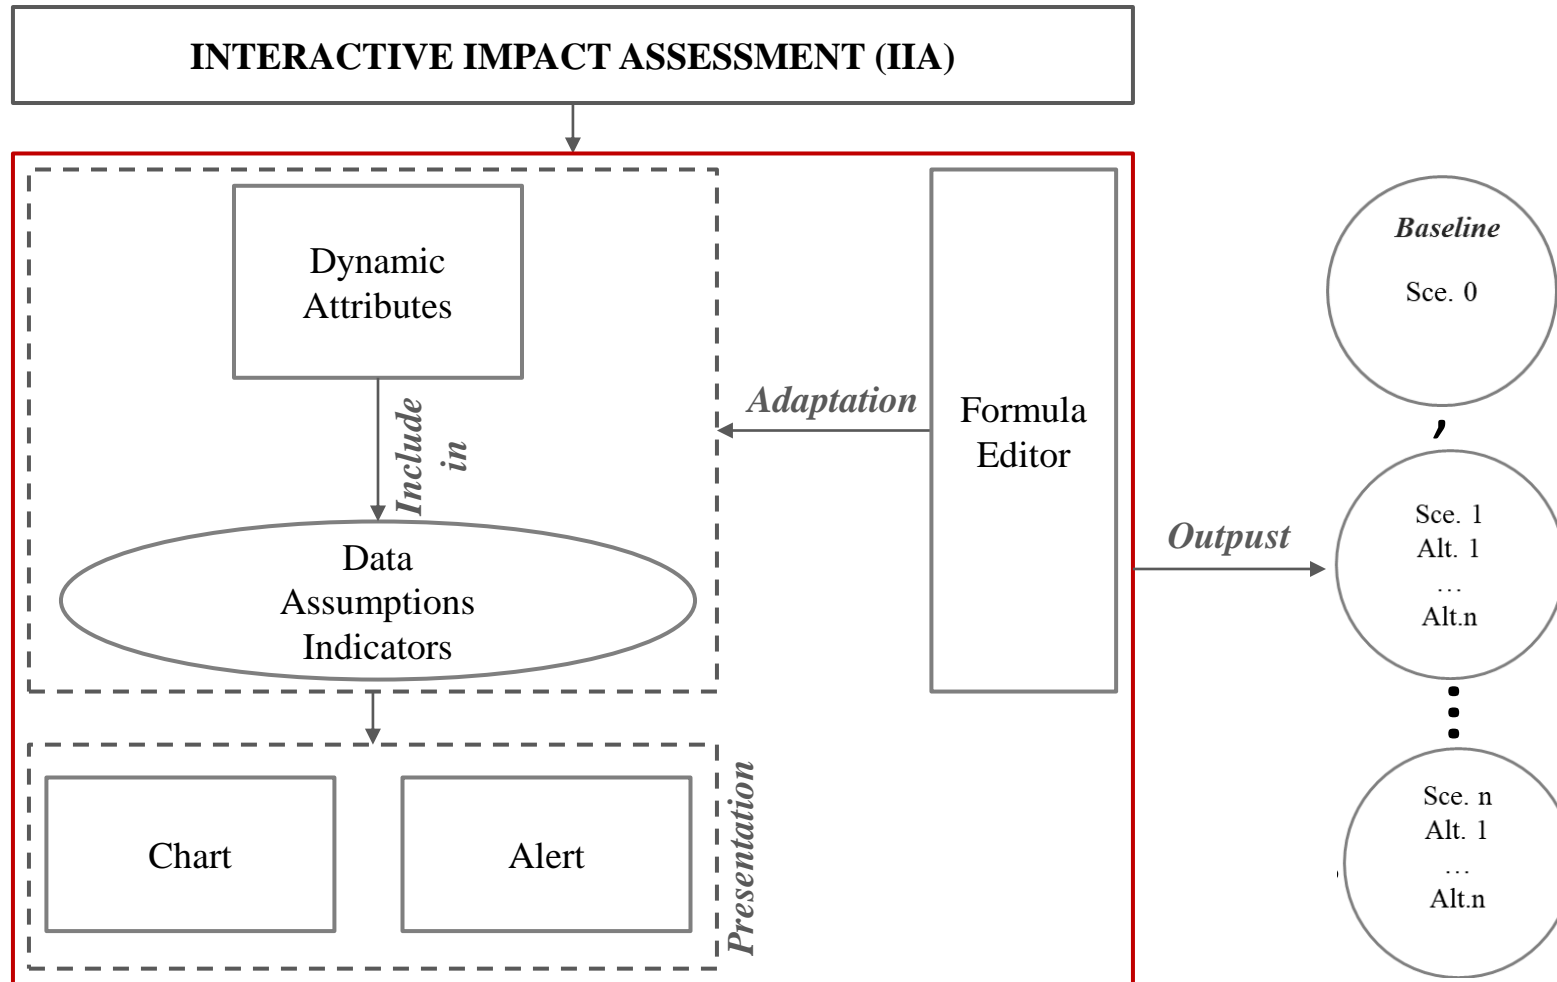 INTERACTIVE IMPACT ASSESSMENT (IIA)
Dynamic
Attributes
Include
in
Data
Assumptions
Indicators
Adaptation
Formula
Editor
Chart
Alert
Presentation
Outpust
Baseline
Sce. 0
,
Sce. 1
Alt. 1
...
Alt.n
Sce. n
Alt. 1
...
Alt.n